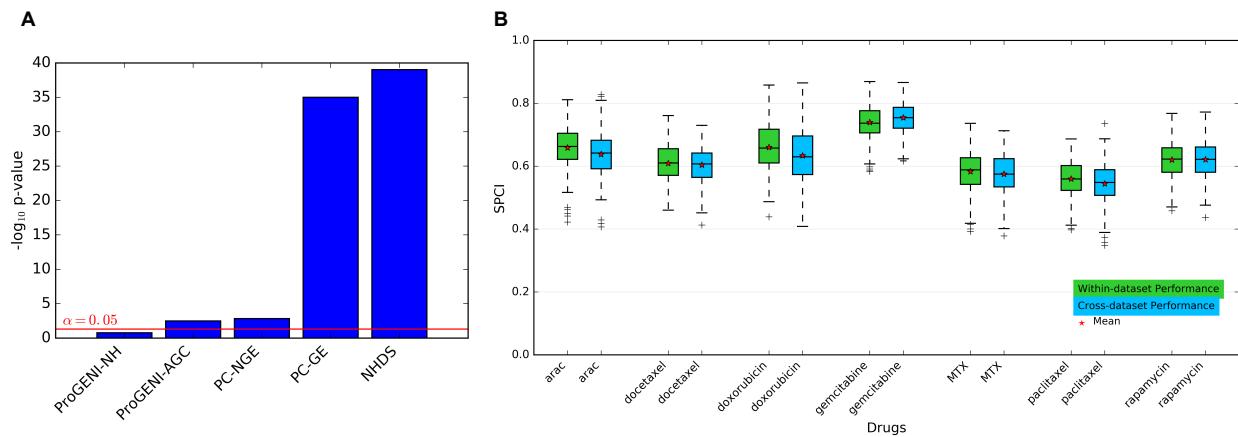 A
-log10 p-value
40
35
30
25
20
15
10
5
0
α=0.05
ProGENI-NH
ProGENI-AGC
PC-NGE
PC-GE
NHDS
B
SPCI
1.0
0.8
0.6
0.4
0.2
0.0
Within-dataset Performance
Cross-dataset Performance
Mean
arac
arac
docetaxel
docetaxel
doxorubicin
doxorubicin
gemcitabine
gemcitabine
MTX
MTX
paclitaxel
paclitaxel
rapamycin
rapamycin
Drugs